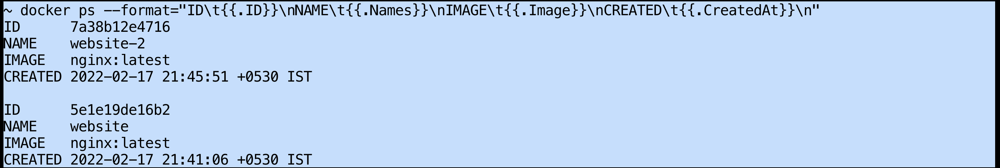 ~ docker ps --format="ID\t{{.ID}}\nNAME\t{{.Names}}\nIMAGE\t{{.Image}}\nCREATED\t{{.CreatedAt}}\n"
ID      7a38b12e4716
NAME    website-2
IMAGE   nginx:latest
CREATED 2022-02-17 21:45:51 +0530 IST

ID      5e1e19de16b2
NAME    website
IMAGE   nginx:latest
CREATED 2022-02-17 21:41:06 +0530 IST